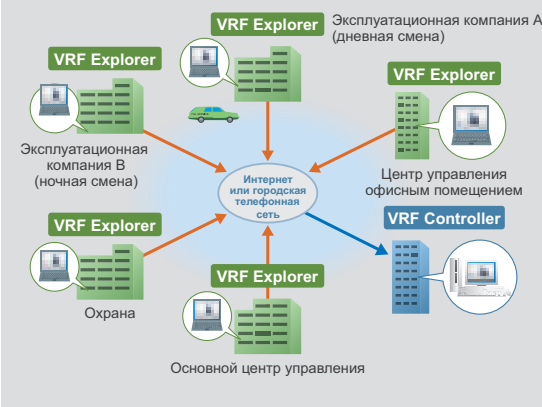 VRF Explorer
Эксплуатационная компания А
(дневная смена)
VRF Explorer
Эксплуатационная
компания В
(ночная смена)
VRF Explorer
Центр управления
офисным помещением
Интернет
или городская
телефонная
сеть
VRF Explorer
Охрана
VRF Controller
VRF Explorer
Основной центр управления